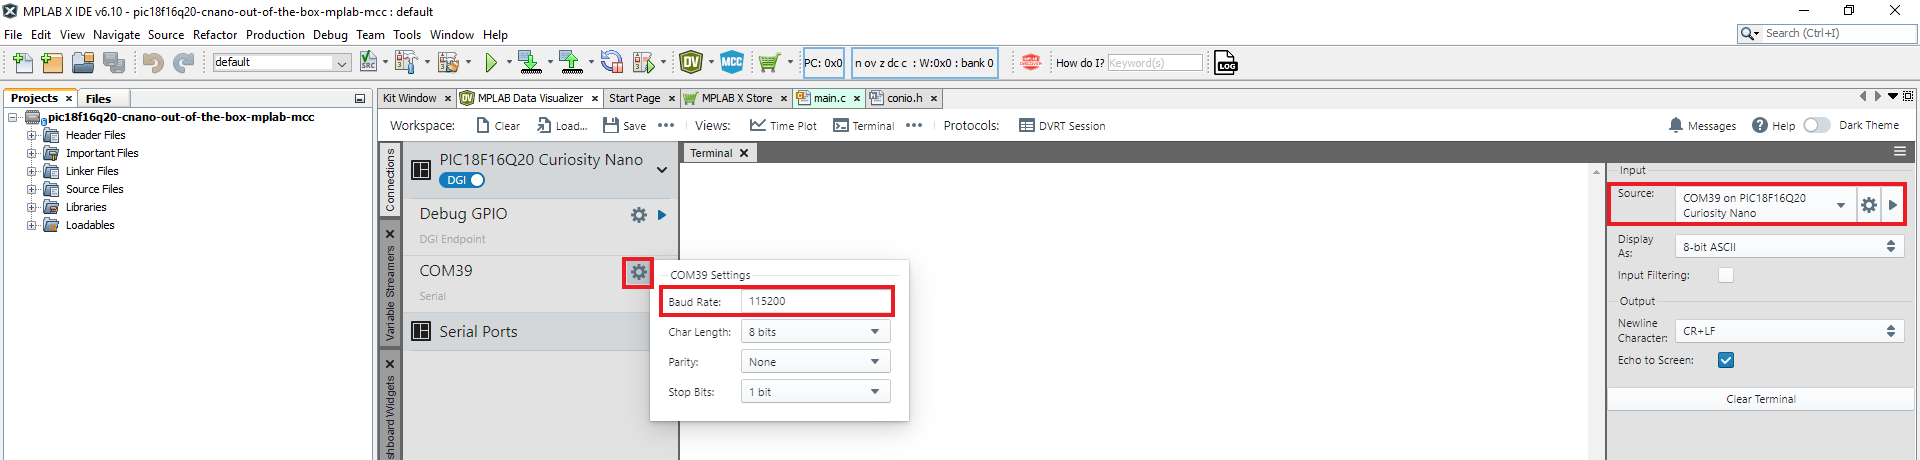 MPLAB X IDE v6.10 - pic18f16q20-cnano-out-of-the-box-mplab-mcc : default
File Edit View Navigate Source Refactor Production Debug Team Tools Window Help
Search (Ctrl+I)
default
SRC
DV
MCC
PC: 0x0
n ov z dc c : W:0x0 : bank 0
How do I?
Keyword(s)
LOG
Projects
Files
Kit Window
MPLAB Data Visualizer
Start Page
MPLAB X Store
main.c
conio.h
pic18f16q20-cnano-out-of-the-box-mplab-mcc
Header Files
Important Files
Linker Files
Source Files
Libraries
Loadables
Workspace: Clear Load... Save Views: Time Plot Terminal Protocols: DVRT Session
Messages Help Dark Theme
Connections
Variable Streamers
shboard Widgets
PIC18F16Q20 Curiosity Nano
DGI
Debug GPIO
DGI Endpoint
COM39
Serial
Serial Ports
Terminal
COM39 Settings
Baud Rate: 115200
Char Length: 8 bits
Parity: None
Stop Bits: 1 bit
Input
Source: COM39 on PIC18F16Q20
Curiosity Nano
Display
As: 8-bit ASCII
Input Filtering:
Output
Newline
Character: CR+LF
Echo to Screen:
Clear Terminal